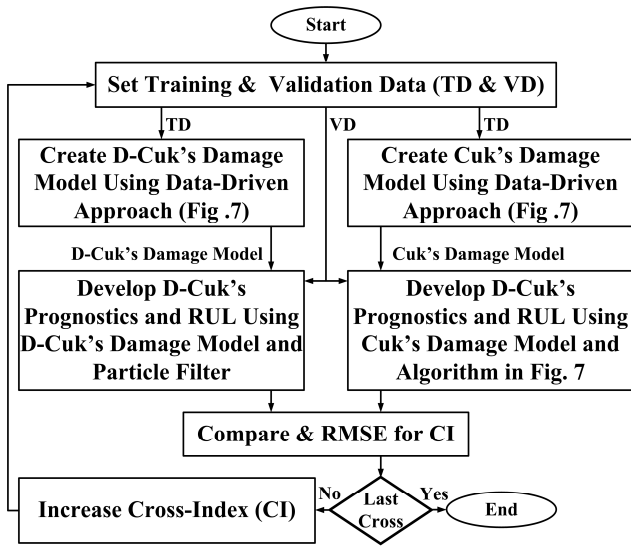 Start
Set Training & Validation Data (TD & VD)
TD
VD
TD
Create D-Cuk's Damage
Model Using Data-Driven
Approach (Fig .7)
Create Cuk's Damage
Model Using Data-Driven
Approach (Fig .7)
D-Cuk's Damage Model
Cuk's Damage Model
Develop D-Cuk's
Prognostics and RUL Using
D-Cuk's Damage Model and
Particle Filter
Develop D-Cuk's
Prognostics and RUL Using
Cuk's Damage Model and
Algorithm in Fig. 7
Compare & RMSE for CI
Increase Cross-Index (CI)
No
Last
Cross
Yes
End